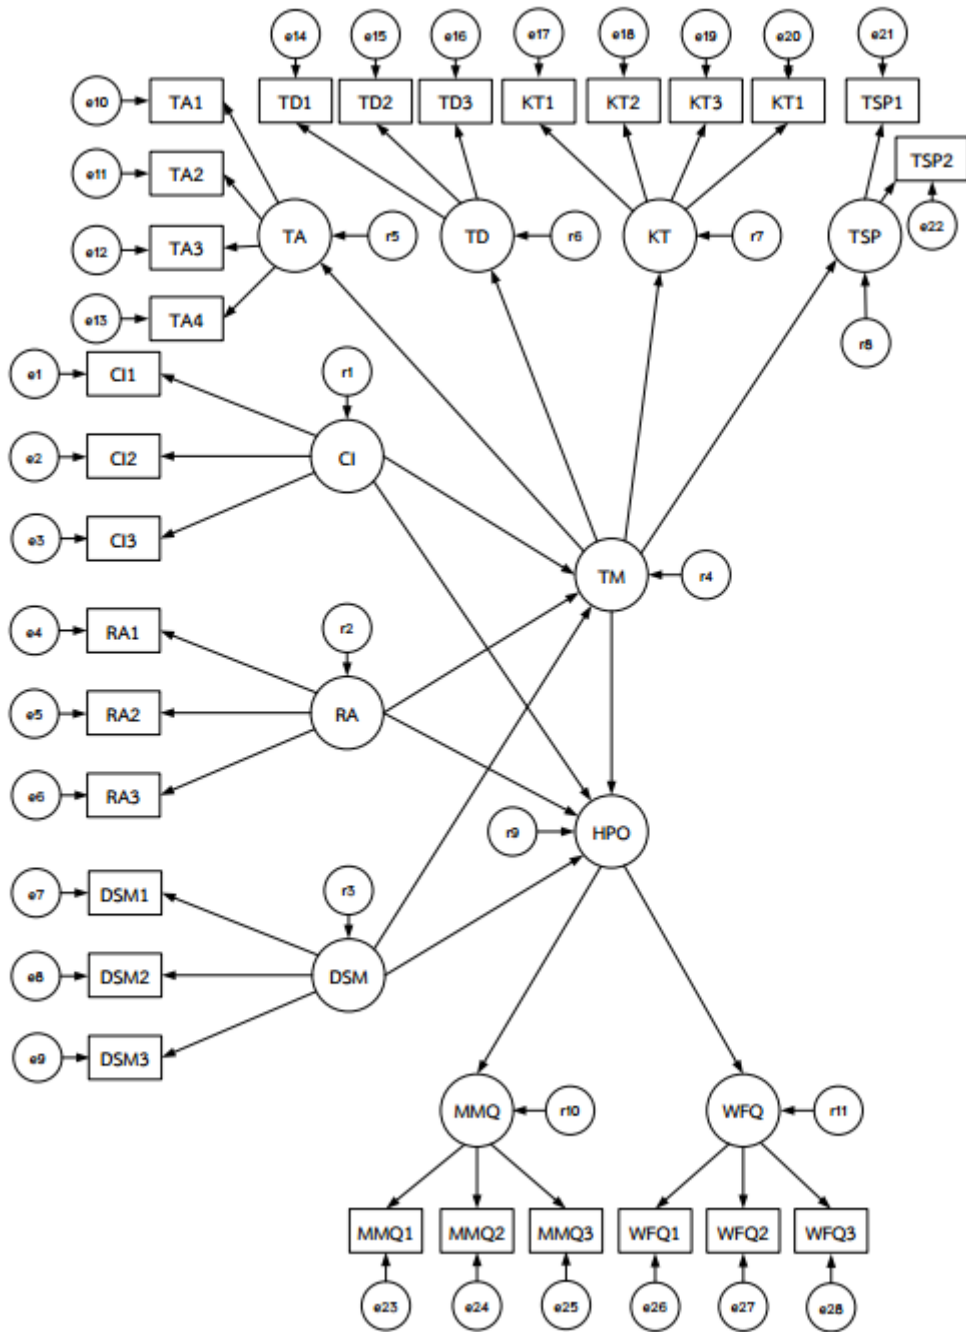 e14 e15 e16 e17 e18 e19 e20 e21
e10 TA1 TD1 TD2 TD3 KT1 KT2 KT3 KT1 TSP1
e11 TA2 TSP2
e12 TA3 TA r5 TD r6 KT r7 TSP e22
e13 TA4
r8
e1 CI1 r1
e2 CI2 CI
e3 CI3
TM r4
e4 RA1 r2
e5 RA2 RA
e6 RA3
r9 HPO
e7 DSM1 r3
e8 DSM2 DSM
e9 DSM3
MMQ r10 WFQ r11
MMQ1 MMQ2 MMQ3 WFQ1 WFQ2 WFQ3
e23 e24 e25 e26 e27 e28